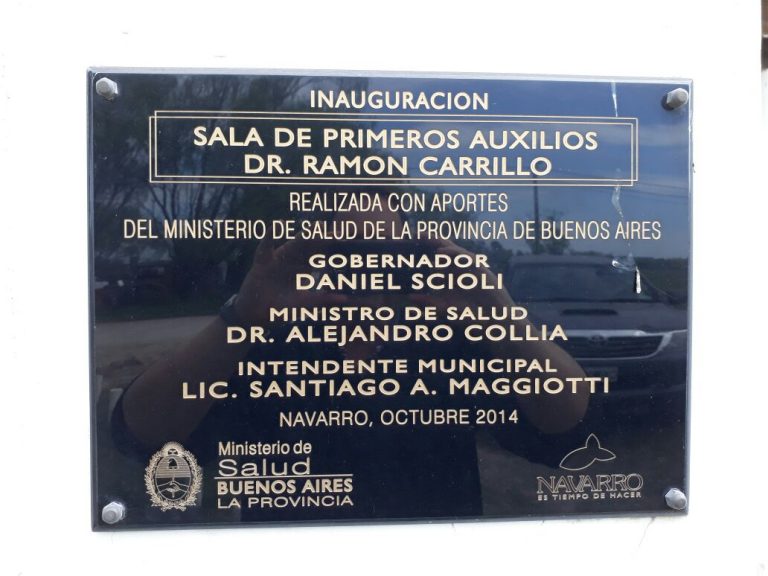 INAUGURACION
SALA DE PRIMEROS AUXILIOS
DR. RAMON CARRILLO
REALIZADA CON APORTES
DEL MINISTERIO DE SALUD DE LA PROVINCIA DE BUENOS AIRES
GOBERNADOR
DANIEL SCIOLI
MINISTRO DE SALUD
DR. ALEJANDRO COLLIA
INTENDENTE MUNICIPAL
LIC. SANTIAGO A. MAGGIOTTI
NAVARRO, OCTUBRE 2014
Ministerio de
Salud
BUENOS AIRES
LA PROVINCIA
NAVARRO
ES TIEMPO DE HACER